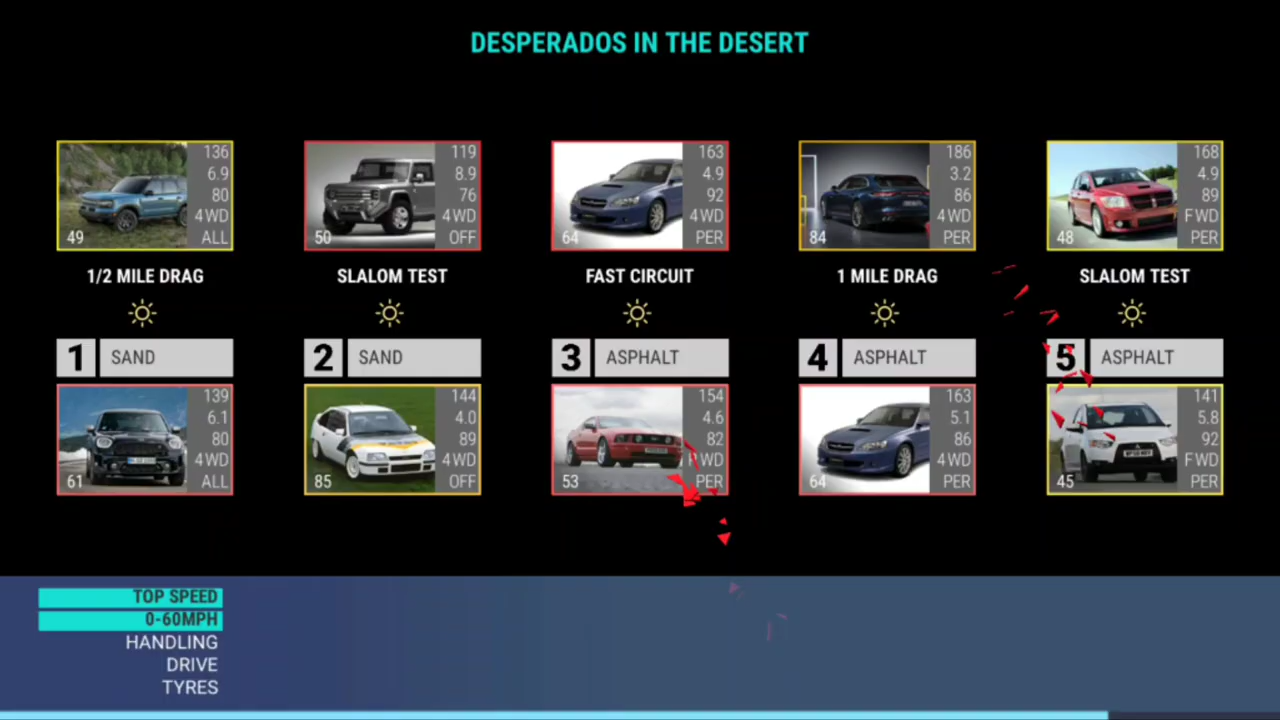 DESPERADOS IN THE DESERT
136
6.9
80
4WD
49 ALL
119
8.9
76
4WD
50 OFF
163
4.9
92
4WD
64 PER
186
3.2
86
4WD
84 PER
168
4.9
89
FWD
48 PER
1/2 MILE DRAG
SLALOM TEST
FAST CIRCUIT
1 MILE DRAG
SLALOM TEST
1 SAND
2 SAND
3 ASPHALT
4 ASPHALT
5 ASPHALT
139
6.1
80
4WD
61 ALL
144
4.0
89
4WD
85 OFF
154
4.6
82
WD
53 PER
163
5.1
86
4WD
64 PER
141
5.8
92
FWD
45 PER
TOP SPEED
0-60MPH
HANDLING
DRIVE
TYRES